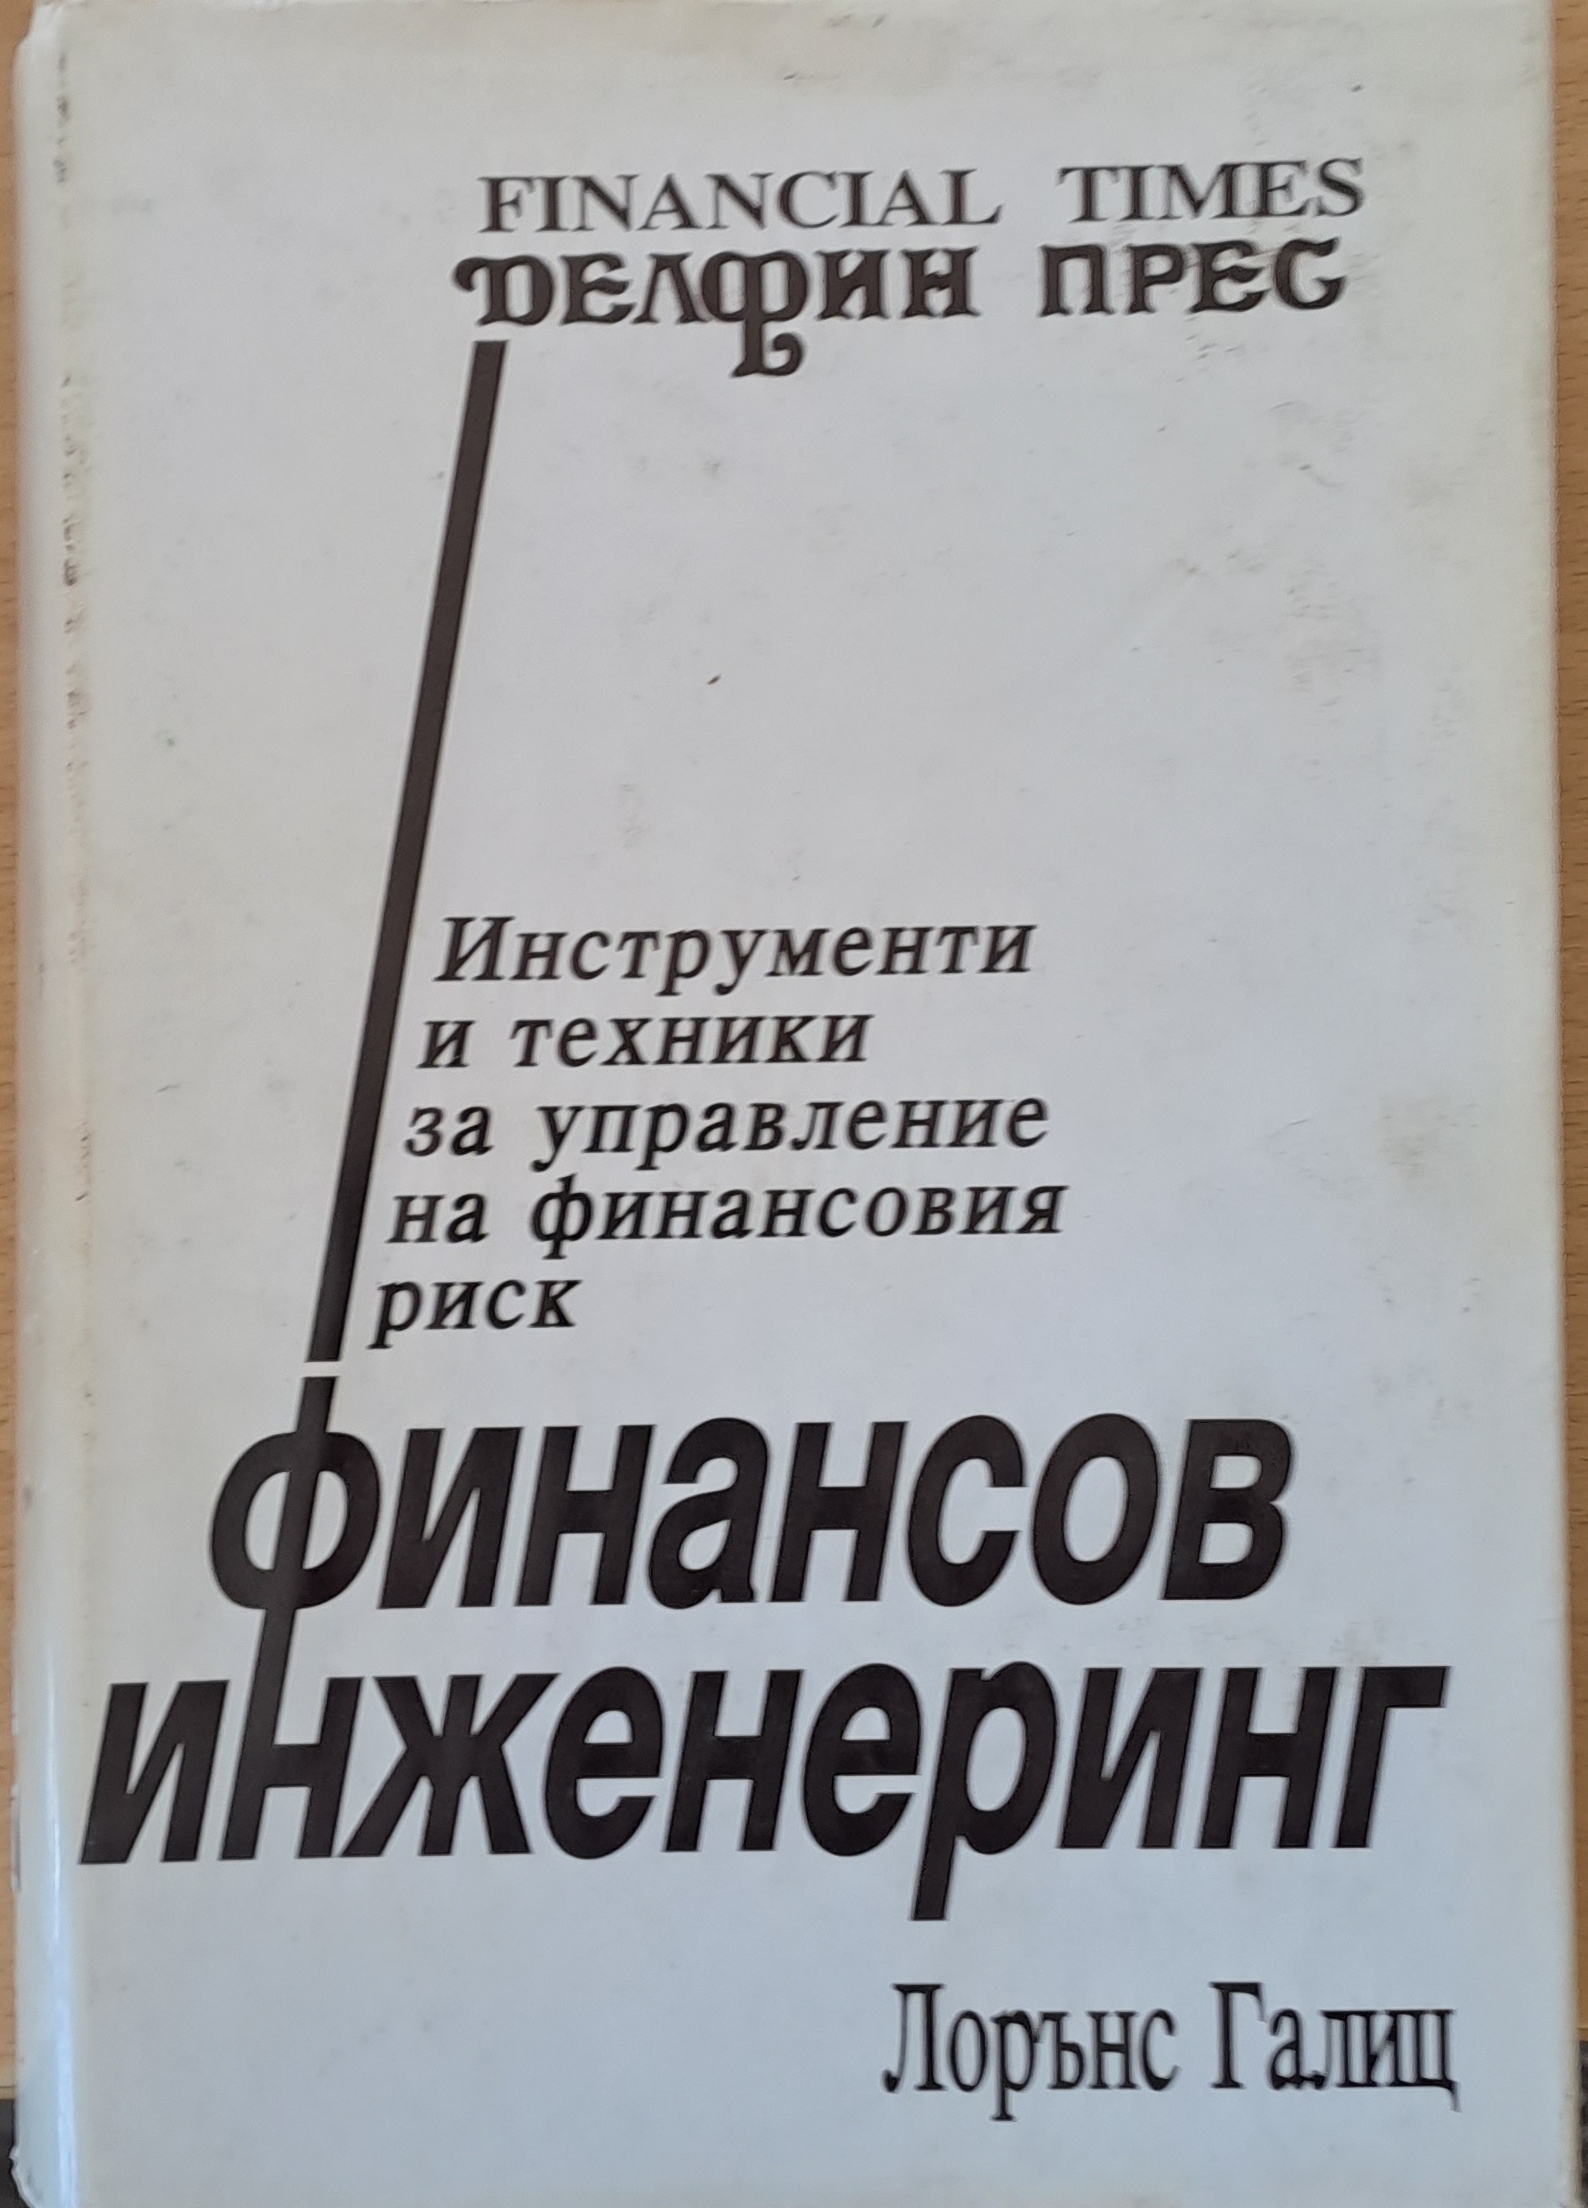 FINANCIAL TIMES
ДЕЛФИН ПРЕС
Инструменти
и техники
за управление
на финансовия
риск
финансов
инженеринг
Лорънс Галиц